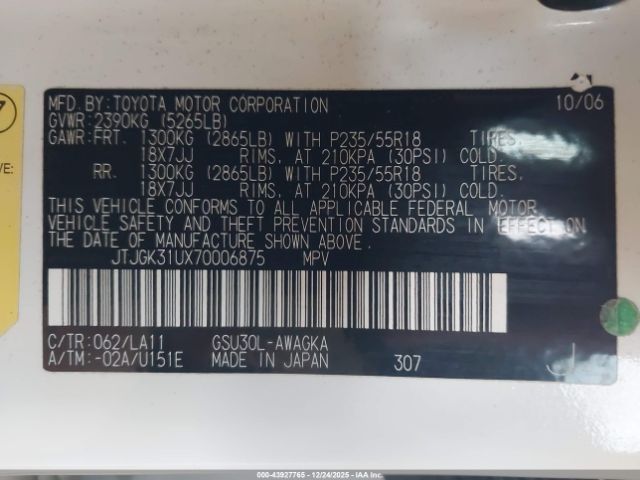 MFD. BY: TOYOTA MOTOR CORPORATION 10/06
GVWR: 2390KG (5265LB)
GAWR: FRT. 1300KG (2865LB) WITH P235/55R18 TIRES,
18X7JJ RIMS, AT 210KPA (30PSI) COLD.
RR. 1300KG (2865LB) WITH P235/55R18 TIRES,
18X7JJ RIMS, AT 210KPA (30PSI) COLD.
THIS VEHICLE CONFORMS TO ALL APPLICABLE FEDERAL MOTOR
VEHICLE SAFETY AND THEFT PREVENTION STANDARDS IN EFFECT ON
THE DATE OF MANUFACTURE SHOWN ABOVE.
JTJGK31UX70006875 MPV
C/TR: 062/LA11 GSU30L-AWAGKA
A/TM: -02A/U151E MADE IN JAPAN 307 J
7
VE:
000-43927765 - 12/24/2025 - IAAI.COM